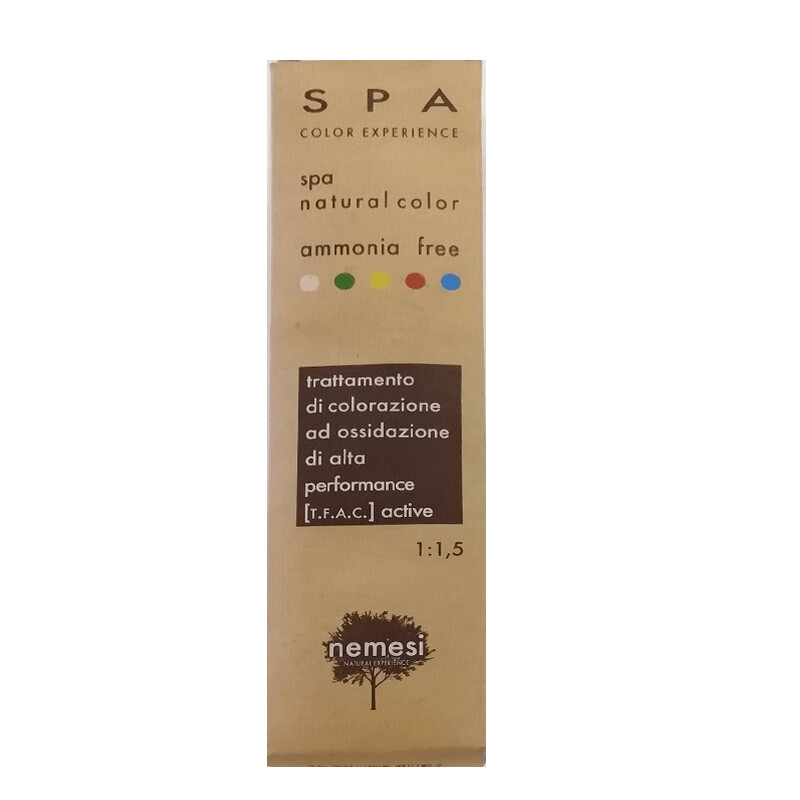 SPA
COLOR EXPERIENCE
spa
natural color
ammonia free
trattamento
di colorazione
ad ossidazione
di alta
performance
[T.F.A.C.] active
1:1,5
nemesi
NATURAL EXPERIENCE